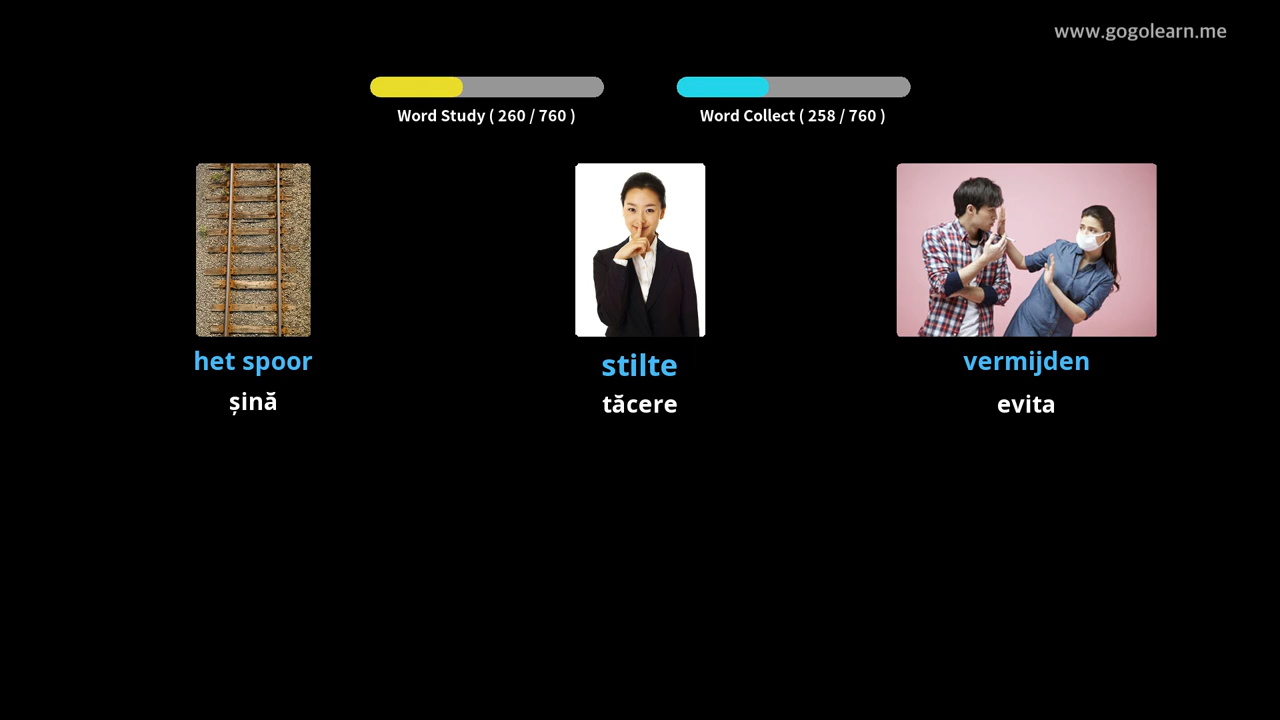 www.gogolearn.me
Word Study ( 260 / 760 )
Word Collect ( 258 / 760 )
het spoor
șină
stilte
tăcere
vermijden
evita